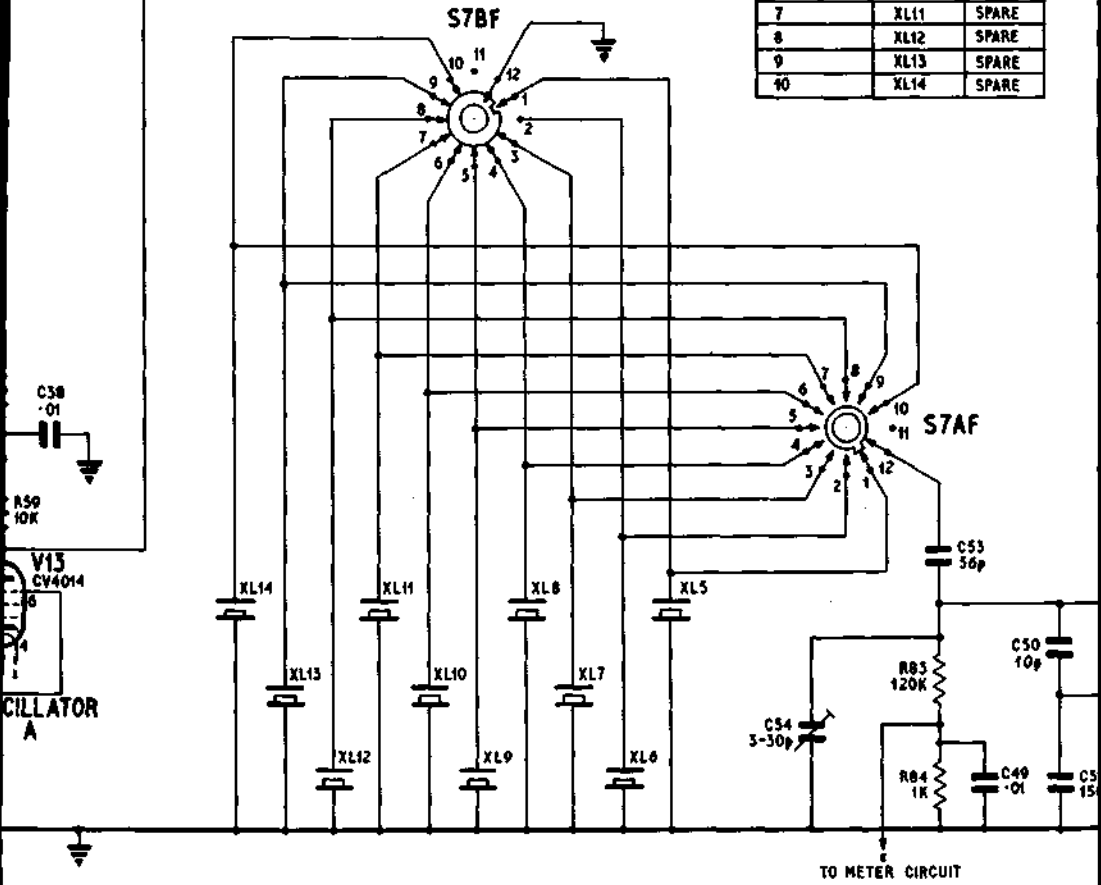 S7BF
7 XL11 SPARE
8 XL12 SPARE
9 XL13 SPARE
10 XL14 SPARE
10 11 12
9 1
8 2
7 3
6 5 4
7 8 9
6 10
5 11 S7AF
4 12
3 2 1
C38
·01
R59
10K
V13
CV4014
6
4
CILLATOR
A
XL14
XL11
XL8
XL5
XL13
XL10
XL7
XL12
XL9
XL6
C53
56p
C50
10p
R83
120K
C54
3-30p
R84
1K
C49
·01
TO METER CIRCUIT